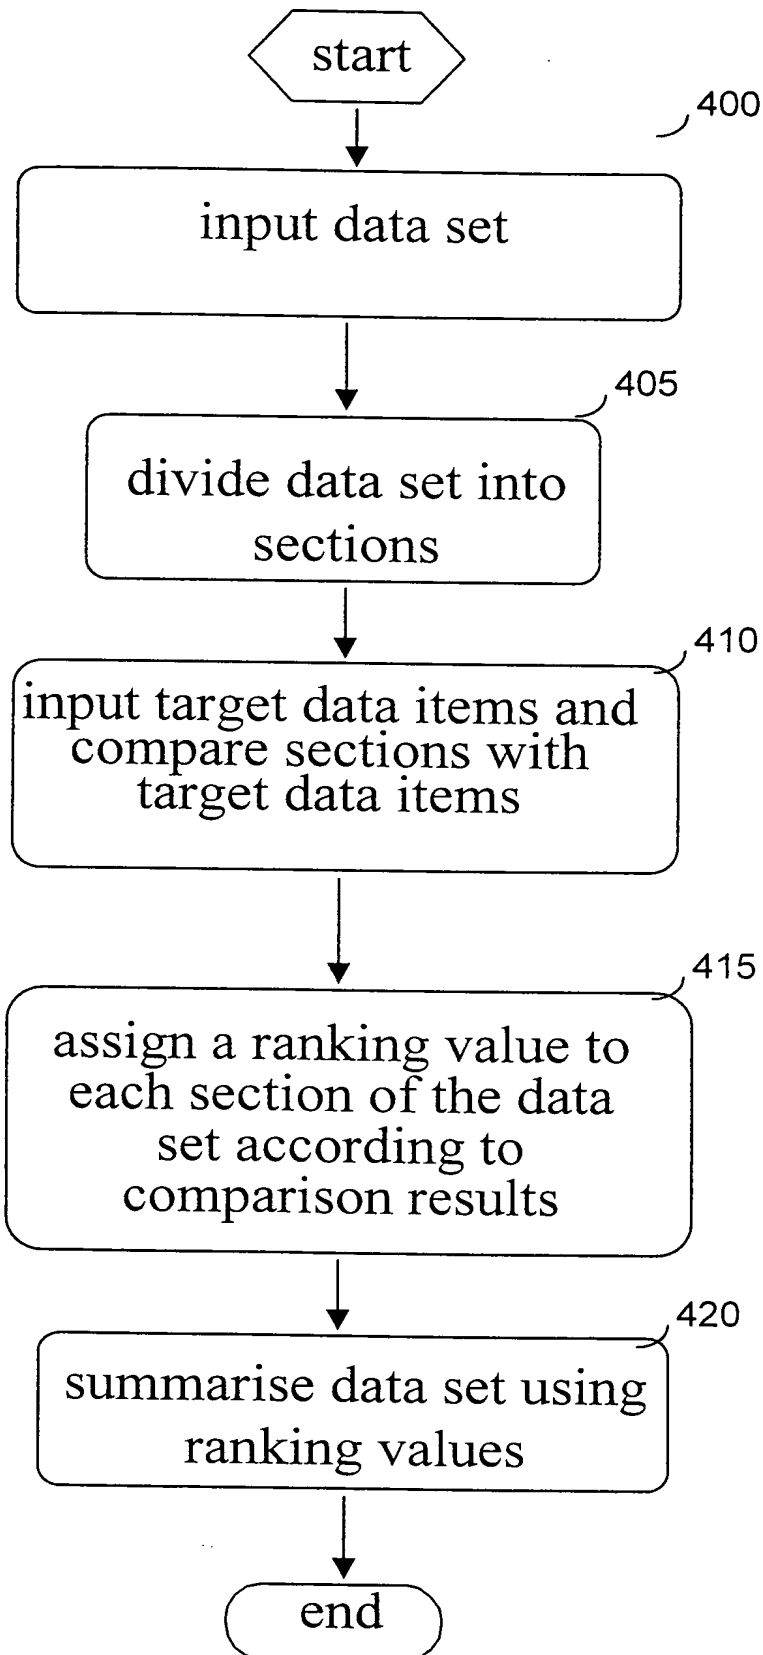 start
400
input data set
405
divide data set into
sections
410
input target data items and
compare sections with
target data items
415
assign a ranking value to
each section of the data
set according to
comparison results
420
summarise data set using
ranking values
end